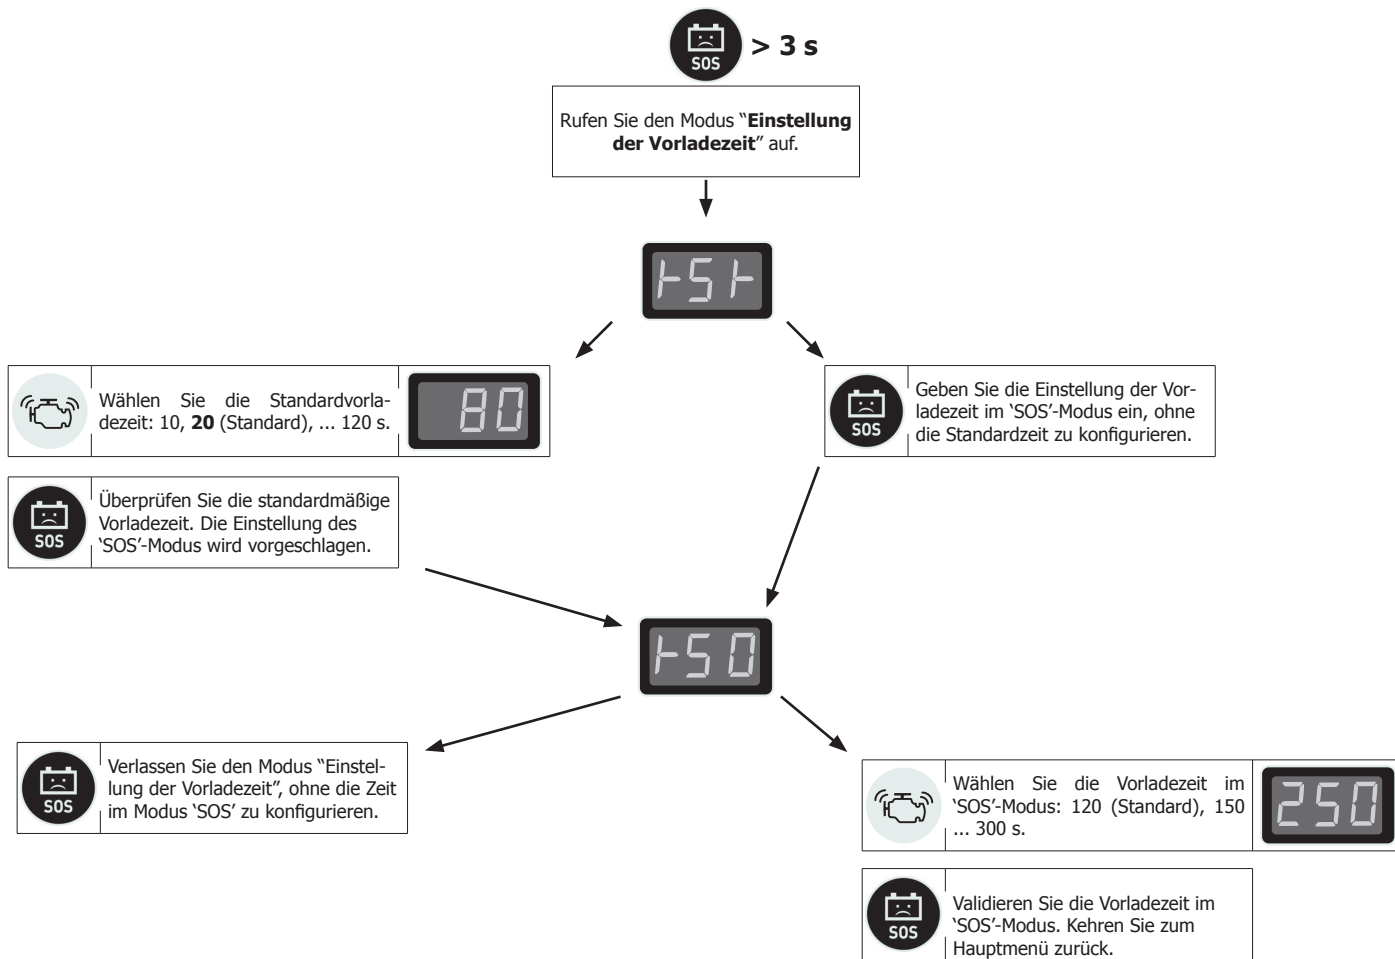 SOS
> 3 s
Rufen Sie den Modus “Einstellung
der Vorladezeit” auf.
tSt
Wählen Sie die Standardvorla-
dezeit: 10, 20 (Standard), ... 120 s.
80
SOS
Geben Sie die Einstellung der Vor-
ladezeit im ‘SOS’-Modus ein, ohne
die Standardzeit zu konfigurieren.
SOS
Überprüfen Sie die standardmäßige
Vorladezeit. Die Einstellung des
‘SOS’-Modus wird vorgeschlagen.
tSO
SOS
Verlassen Sie den Modus “Einstel-
lung der Vorladezeit”, ohne die Zeit
im Modus ‘SOS’ zu konfigurieren.
Wählen Sie die Vorladezeit im
‘SOS’-Modus: 120 (Standard), 150
... 300 s.
250
SOS
Validieren Sie die Vorladezeit im
‘SOS’-Modus. Kehren Sie zum
Hauptmenü zurück.